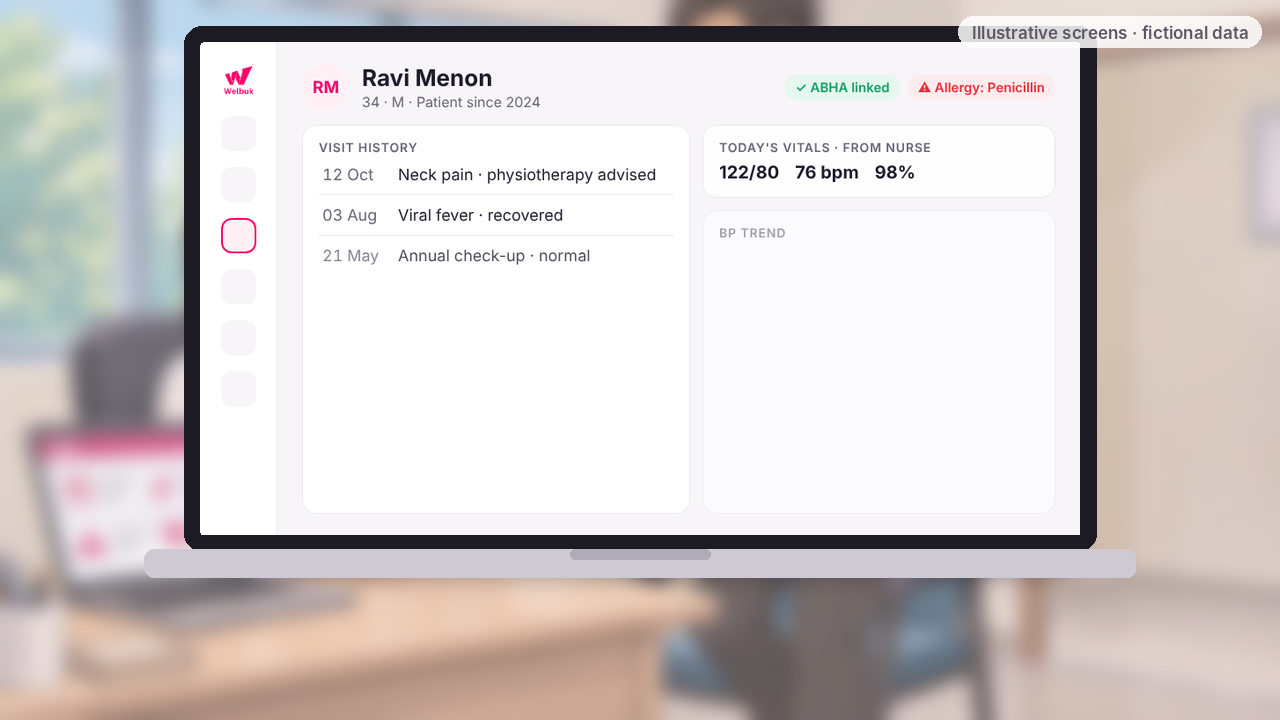 Illustrative screens · fictional data
Welbuk
RM
Ravi Menon
34 · M · Patient since 2024
✓ ABHA linked
⚠ Allergy: Penicillin
VISIT HISTORY
12 Oct Neck pain · physiotherapy advised
03 Aug Viral fever · recovered
21 May Annual check-up · normal
TODAY'S VITALS · FROM NURSE
122/80 76 bpm 98%
BP TREND